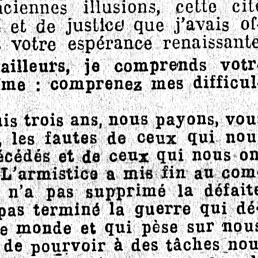 ciennes illusions, cette cité
et de justice que j'avais of-
s votre espérance renaissante
ailleurs, je comprends votr
me : comprenez mes difficul-
is trois ans, nous payons, vou
, les fautes de ceux qui nou
écédés et de ceux qui nous on
L'armistice a mis fin au com-
n'a pas supprimé la défaite
pas terminé la guerre qui dé-
e monde et qui pèse sur nous
de pourvoir à des tâches nou